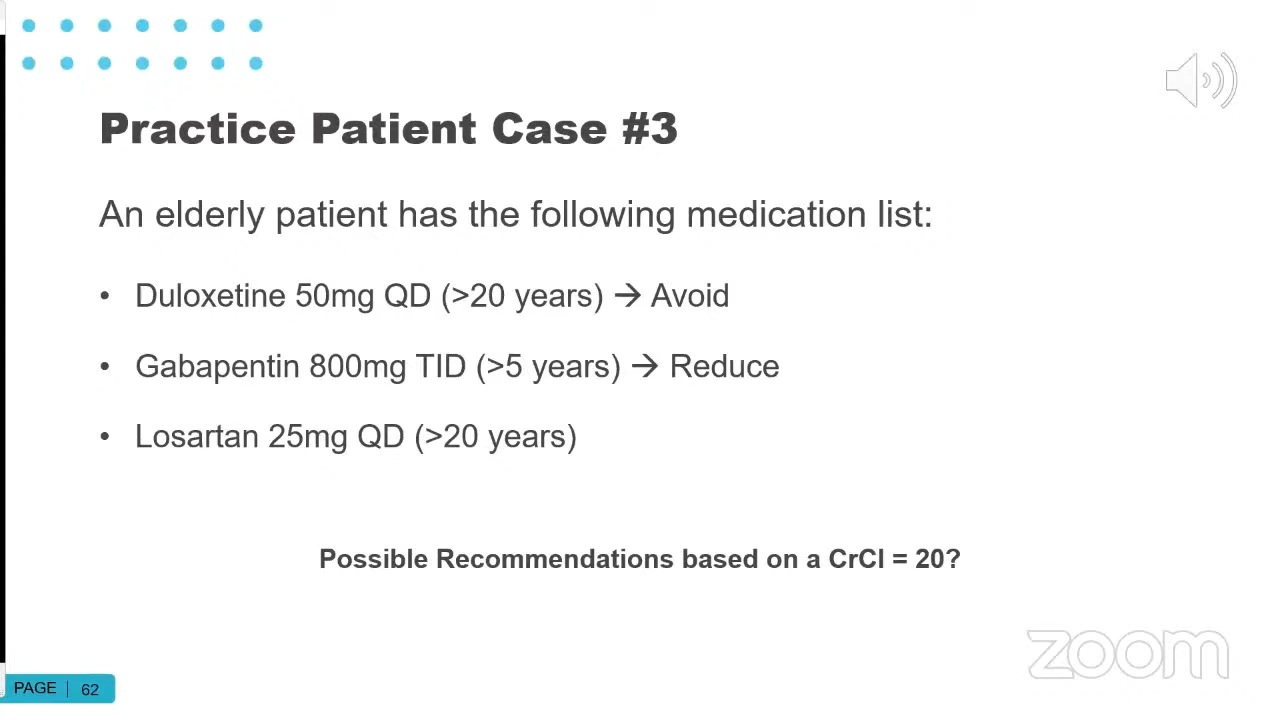 Practice Patient Case #3
An elderly patient has the following medication list:
• Duloxetine 50mg QD (>20 years) → Avoid
• Gabapentin 800mg TID (>5 years) → Reduce
• Losartan 25mg QD (>20 years)
Possible Recommendations based on a CrCl = 20?
zoom
PAGE | 62